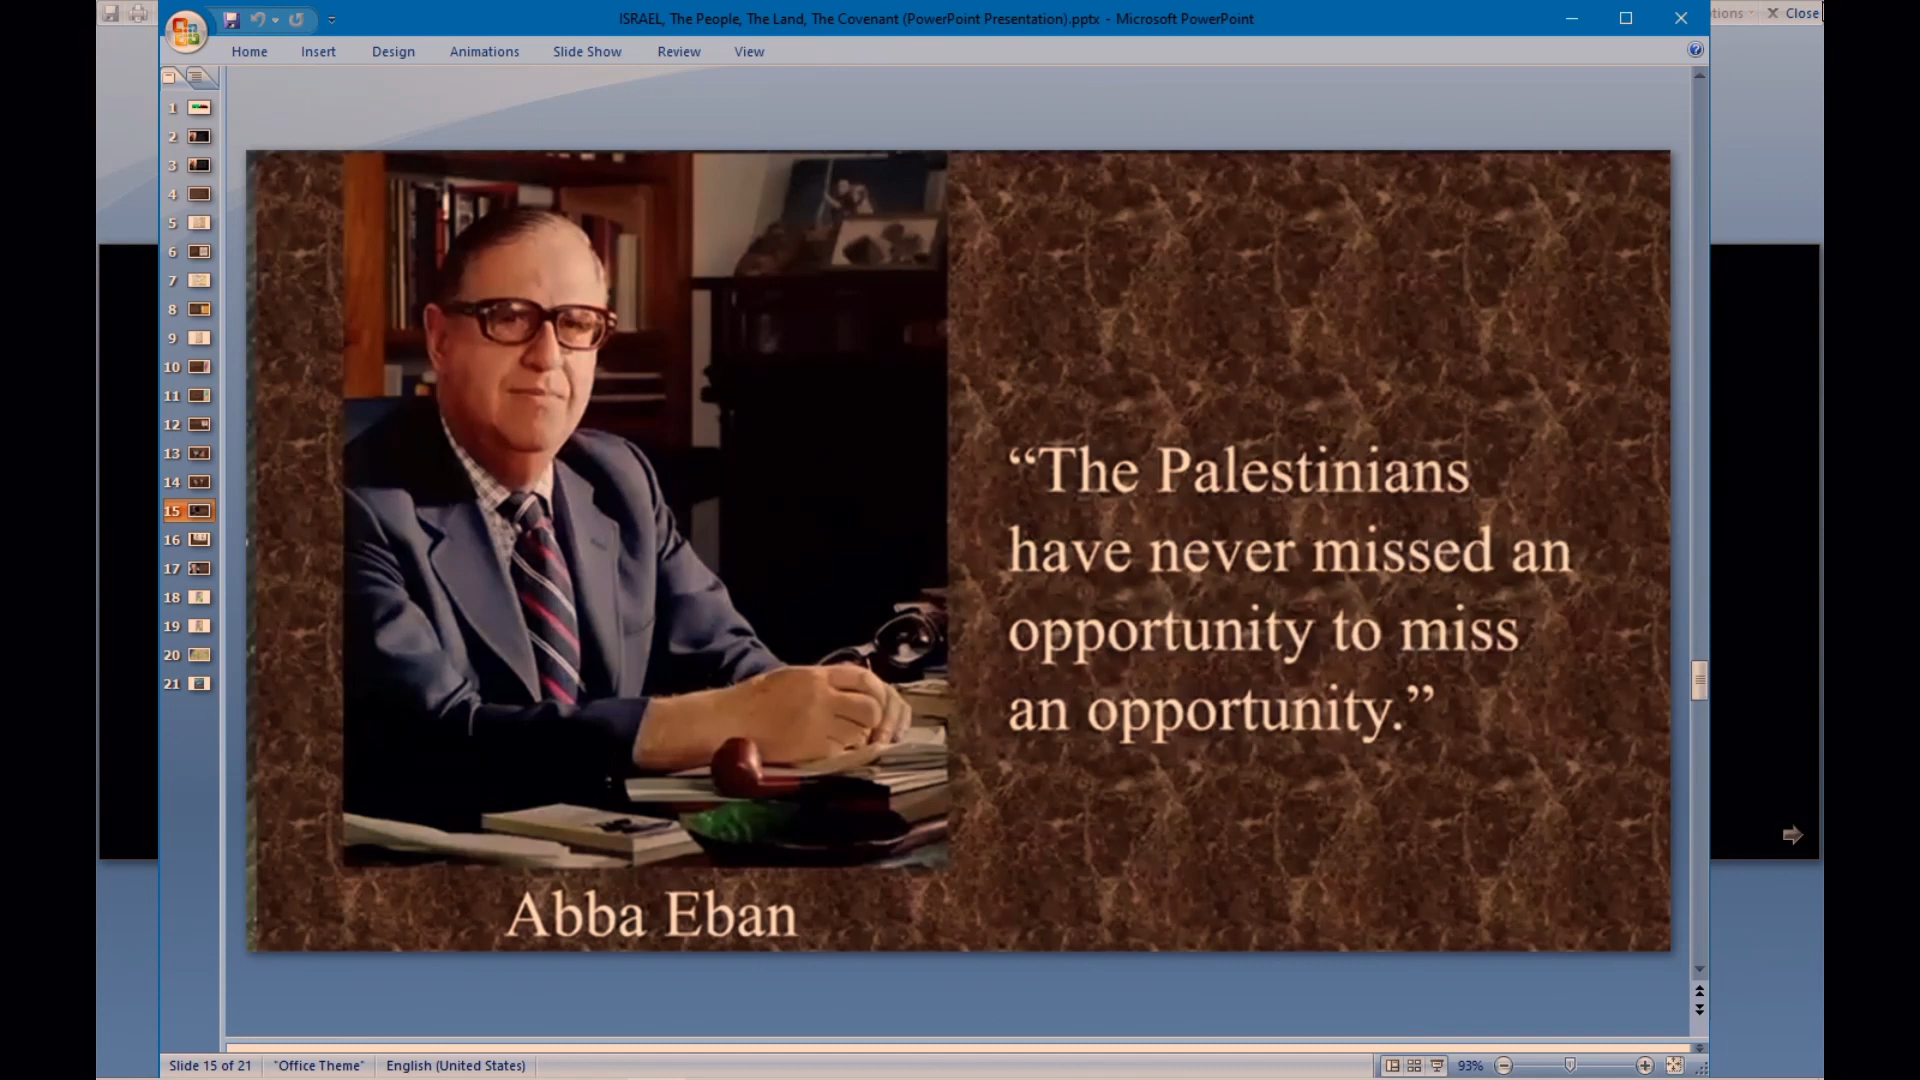 ISRAEL, The People, The Land, The Covenant (PowerPoint Presentation).pptx - Microsoft PowerPoint
Close
Home Insert Design Animations Slide Show Review View
1
2
3
4
5
6
7
8
9
10
11
12
13
14
15
16
17
18
19
20
21
“The Palestinians
have never missed an
opportunity to miss
an opportunity.”
Abba Eban
Slide 15 of 21 "Office Theme" English (United States) 93%